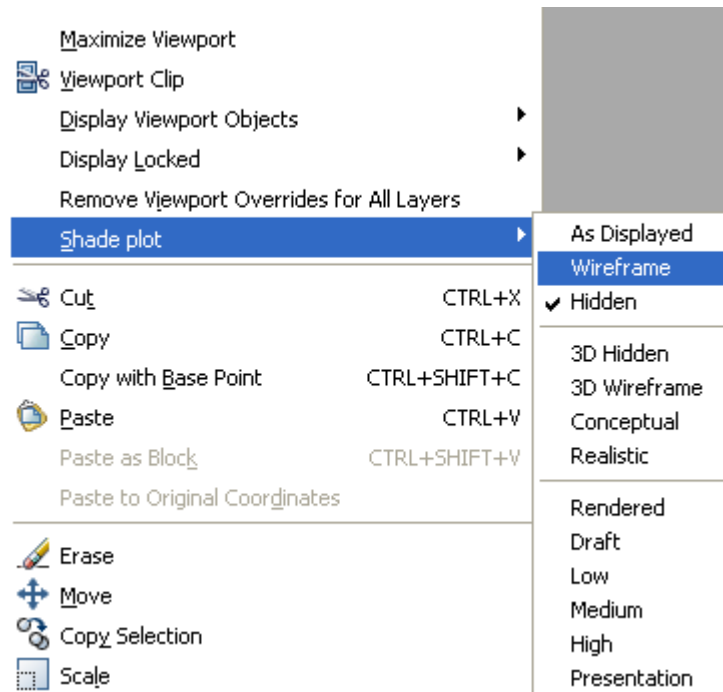 Maximize Viewport
Viewport Clip
Display Viewport Objects
Display Locked
Remove Viewport Overrides for All Layers
Shade plot
Cut CTRL+X
Copy CTRL+C
Copy with Base Point CTRL+SHIFT+C
Paste CTRL+V
Paste as Block CTRL+SHIFT+V
Paste to Original Coordinates
Erase
Move
Copy Selection
Scale
As Displayed
Wireframe
Hidden
3D Hidden
3D Wireframe
Conceptual
Realistic
Rendered
Draft
Low
Medium
High
Presentation